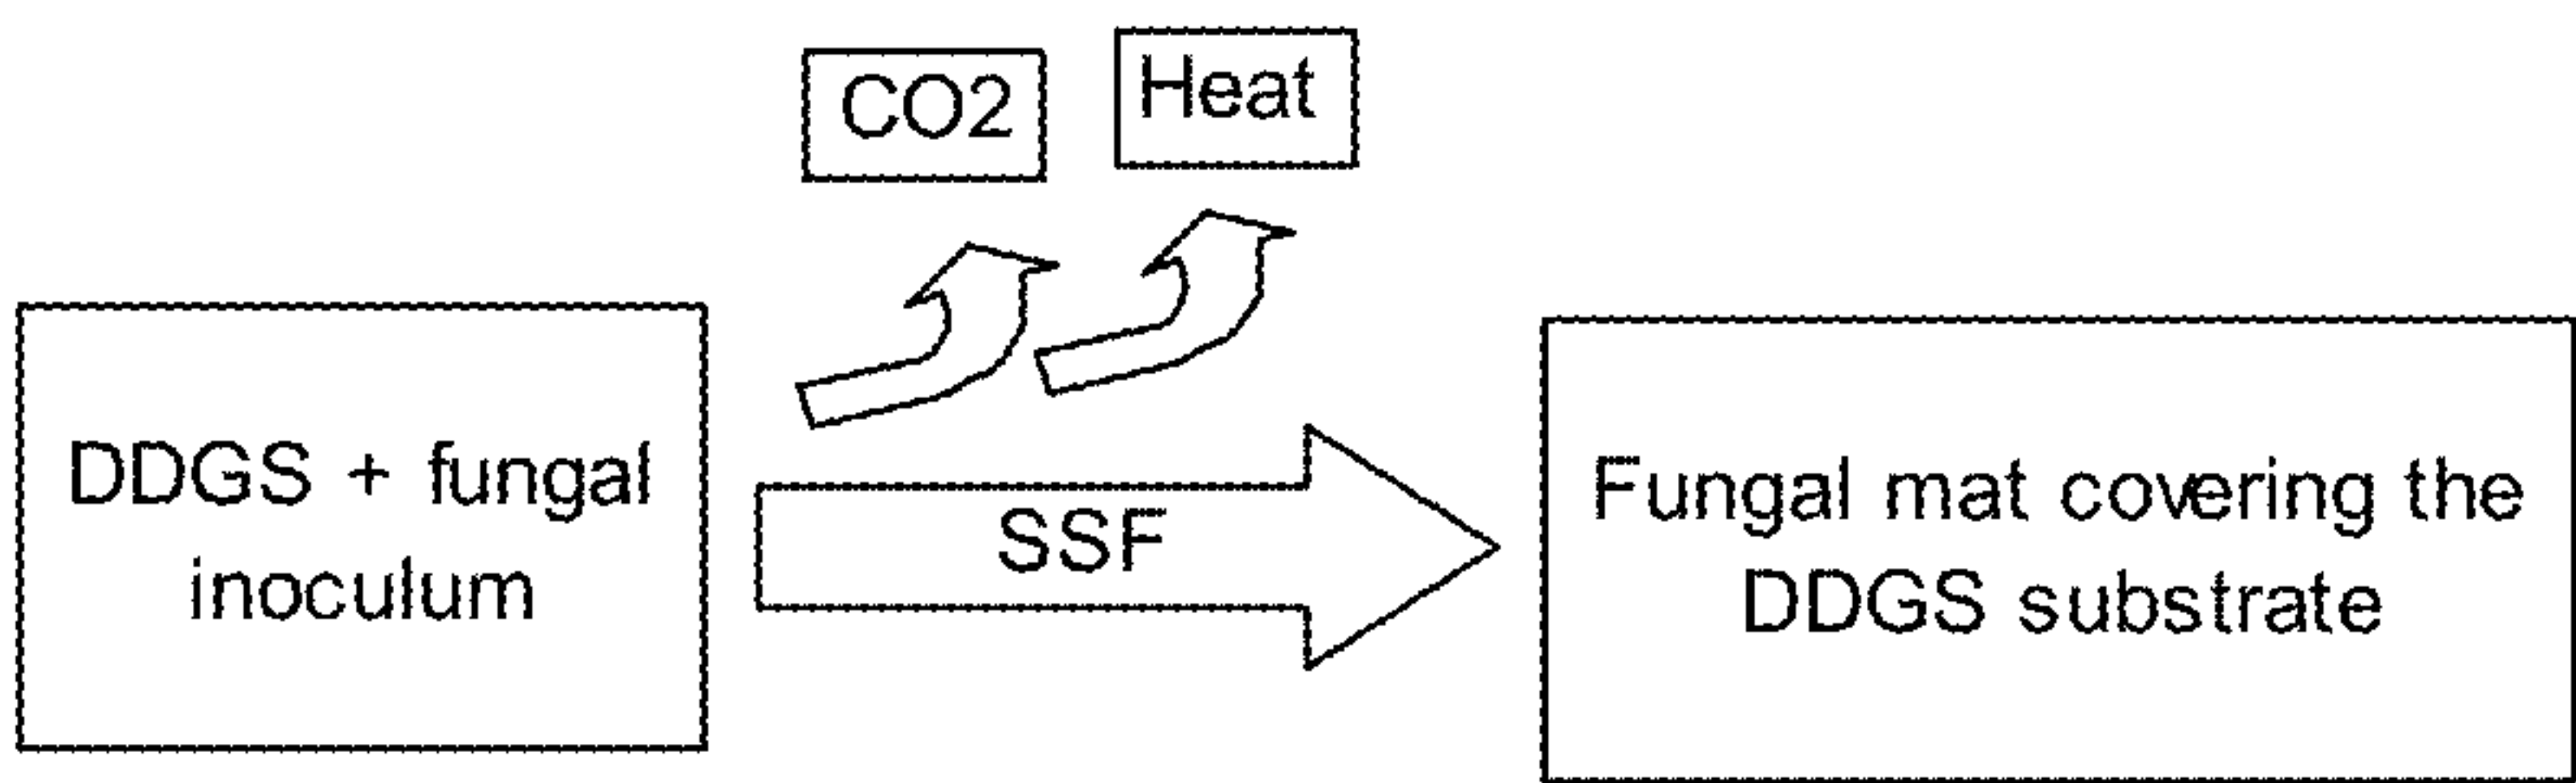 CO2
Heat
DDGS + fungal
inoculum
SSF
Fungal mat covering the
DDGS substrate